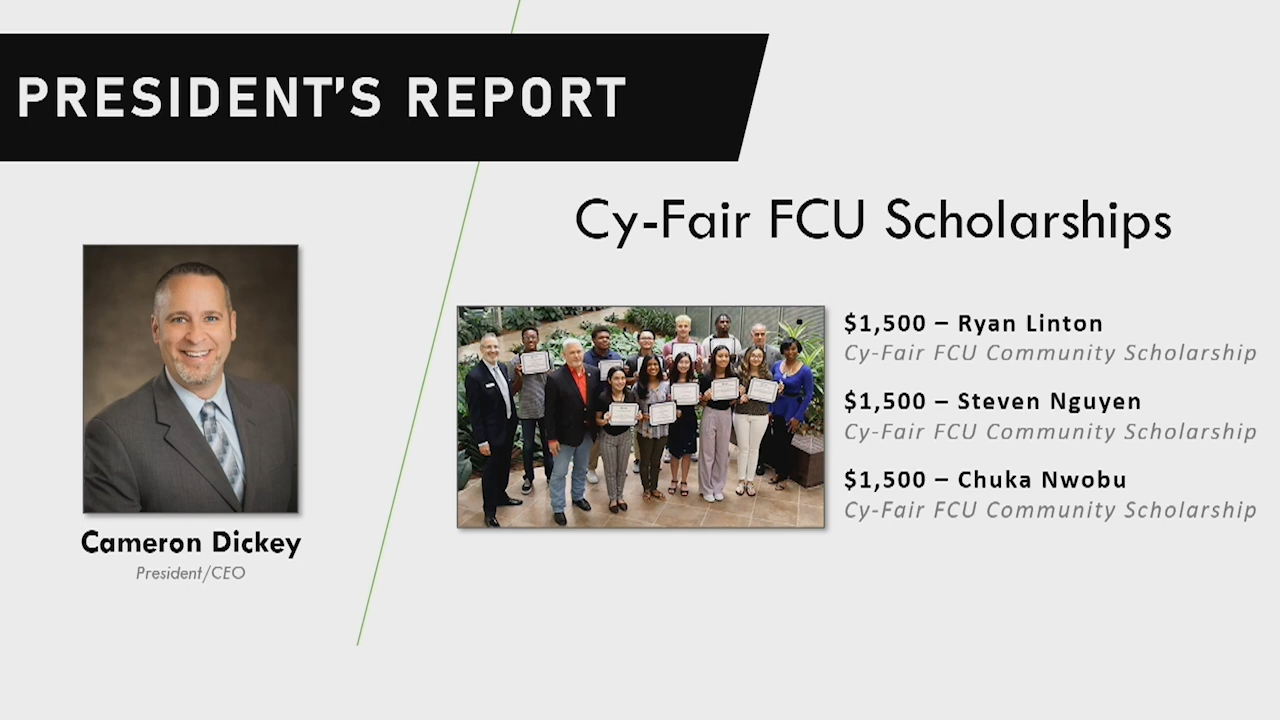 PRESIDENT'S REPORT
Cy-Fair FCU Scholarships
$1,500 – Ryan Linton
Cy-Fair FCU Community Scholarship
$1,500 – Steven Nguyen
Cy-Fair FCU Community Scholarship
$1,500 – Chuka Nwobu
Cy-Fair FCU Community Scholarship
Cameron Dickey
President/CEO